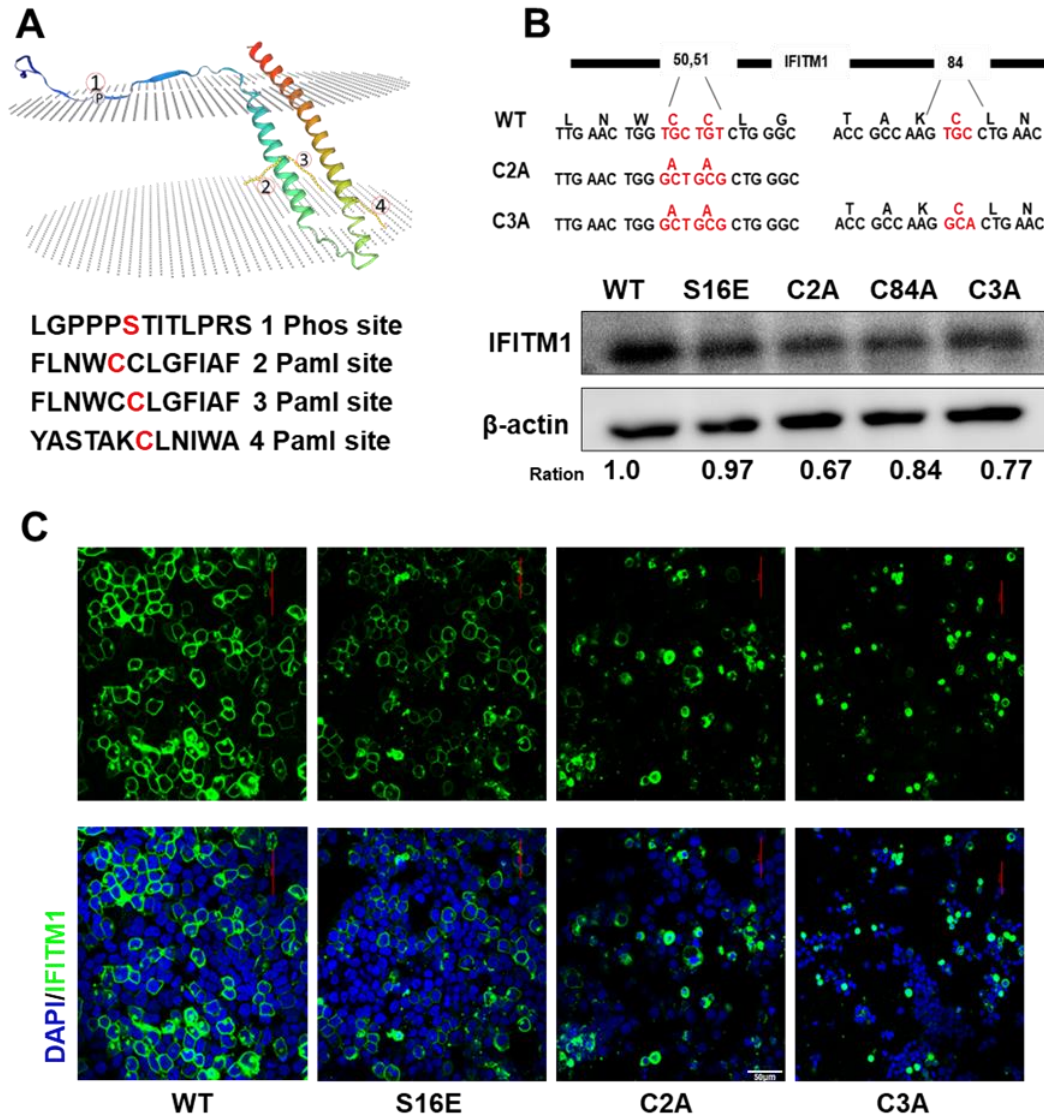 A
1
P
3
2
4
LGPPPSTITLPRS 1 Phos site
FLNWCCLGFIAF 2 Paml site
FLNWCCLGFIAF 3 Paml site
YASTAKCLNIWA 4 Paml site
B
50,51 IFITM1 84
L N W C C L G T A K C L N
WT TTG AAC TGG TGC TGT CTG GGC ACC GCC AAG TGC CTG AAC
A A
C2A TTG AAC TGG GCT GCG CTG GGC
A A T A K C L N
C3A TTG AAC TGG GCT GCG CTG GGC ACC GCC AAG GCA CTG AAC
WT S16E C2A C84A C3A
IFITM1
β-actin
Ration 1.0 0.97 0.67 0.84 0.77
C
DAPI/IFITM1
50μm
WT S16E C2A C3A